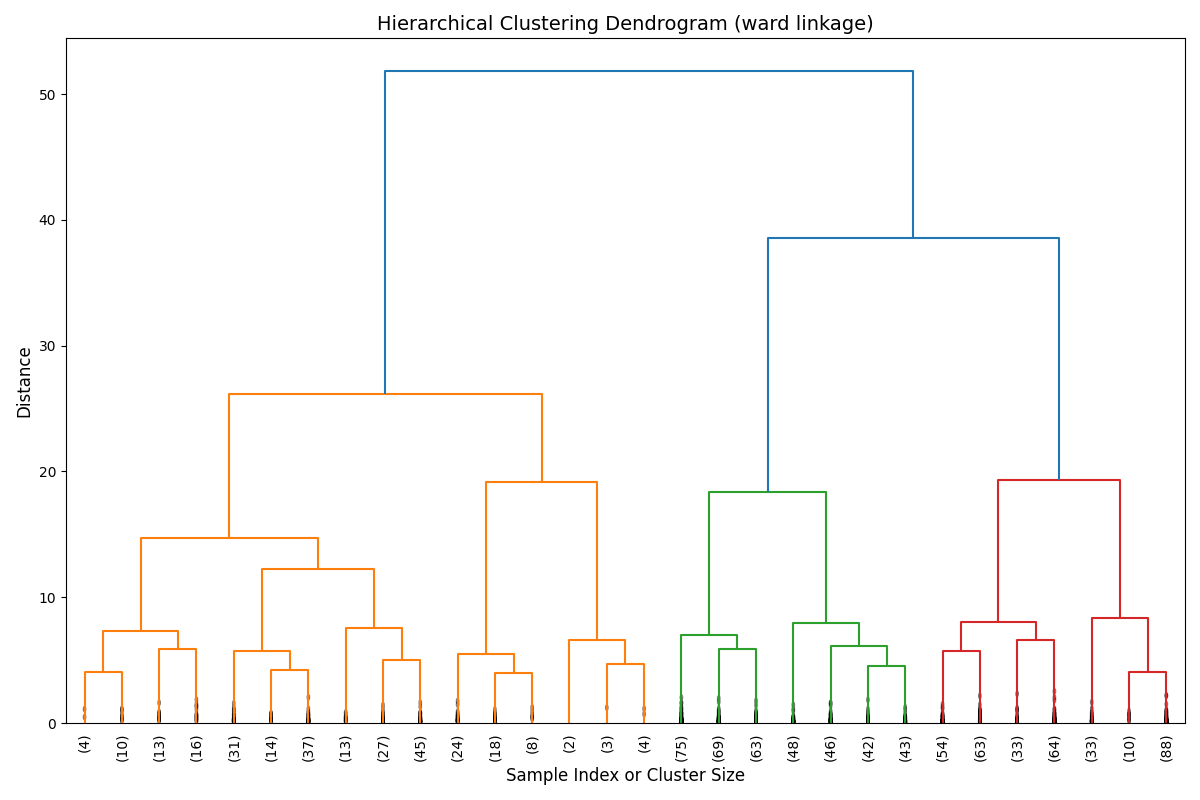 Hierarchical Clustering Dendrogram (ward linkage)
50
40
30
20
10
0
Distance
(4) (10) (13) (16) (31) (14) (37) (13) (27) (45) (24) (18) (8) (2) (3) (4) (75) (69) (63) (48) (46) (42) (43) (54) (63) (33) (64) (33) (10) (88)
Sample Index or Cluster Size